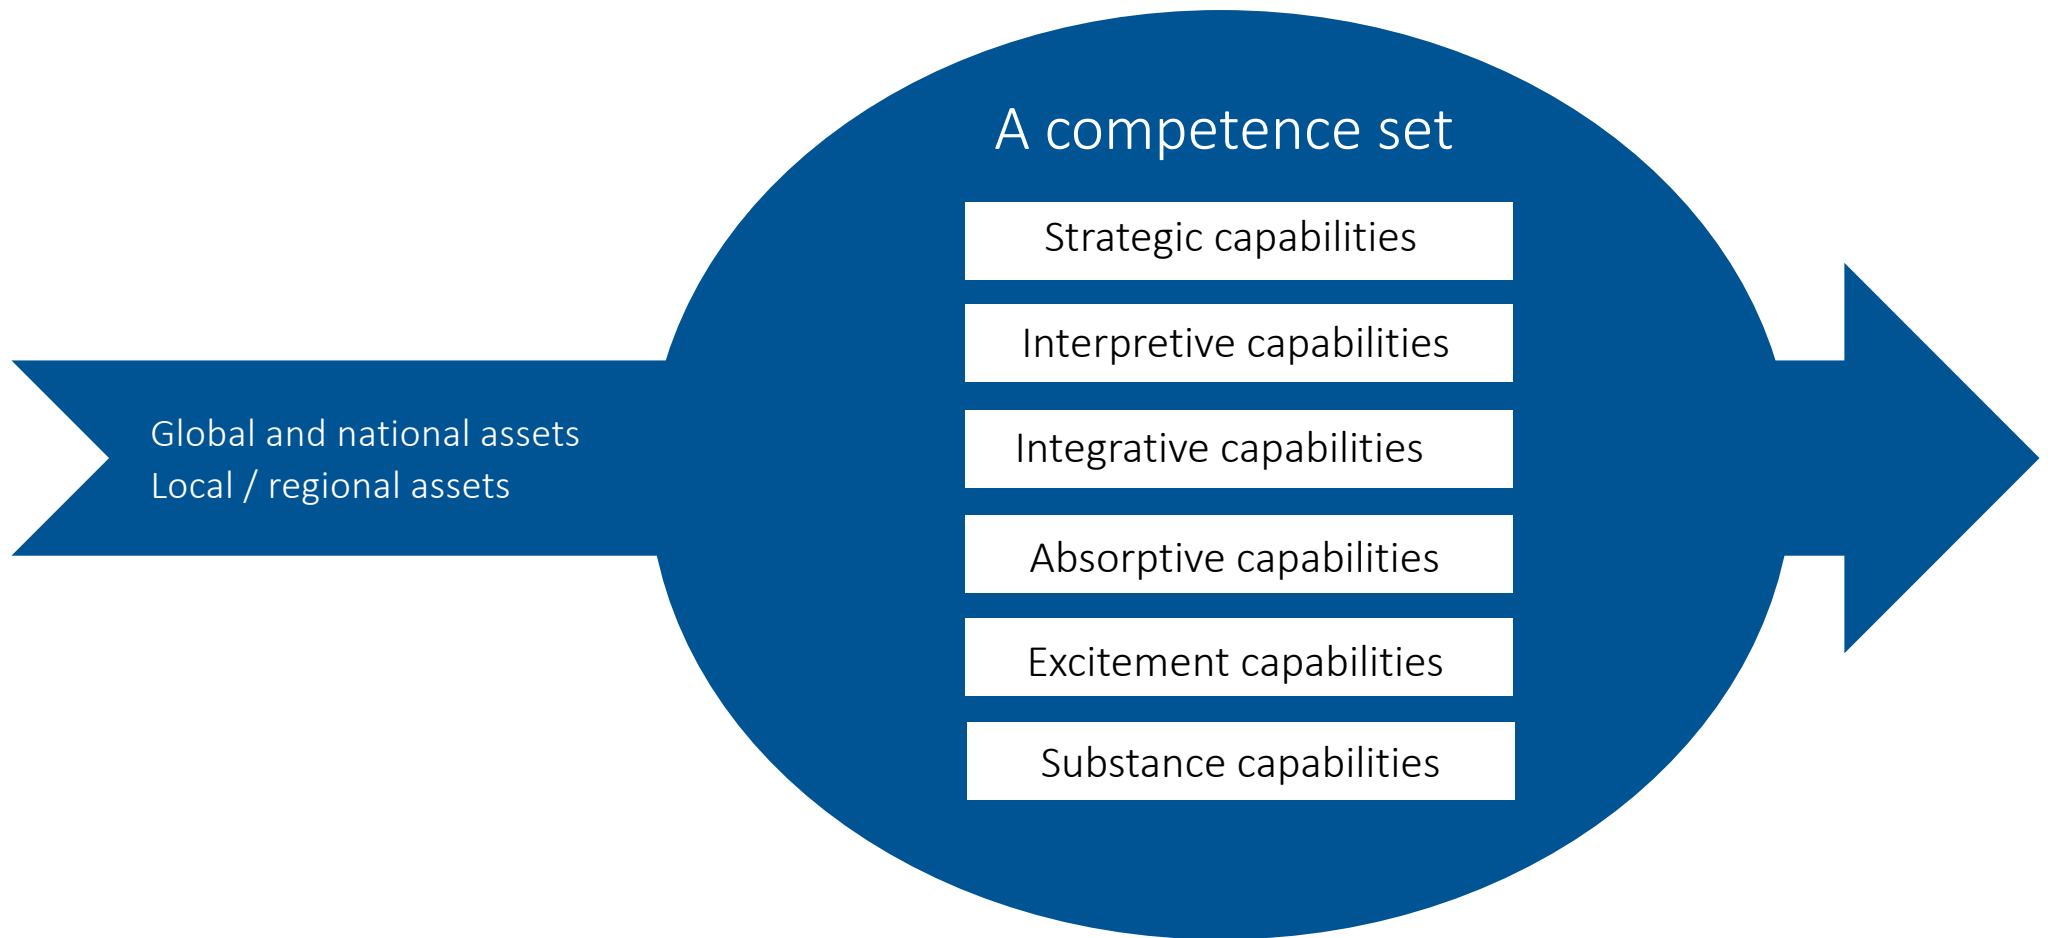 A competence set
Strategic capabilities
Interpretive capabilities
Global and national assets
Local / regional assets
Integrative capabilities
Absorptive capabilities
Excitement capabilities
Substance capabilities